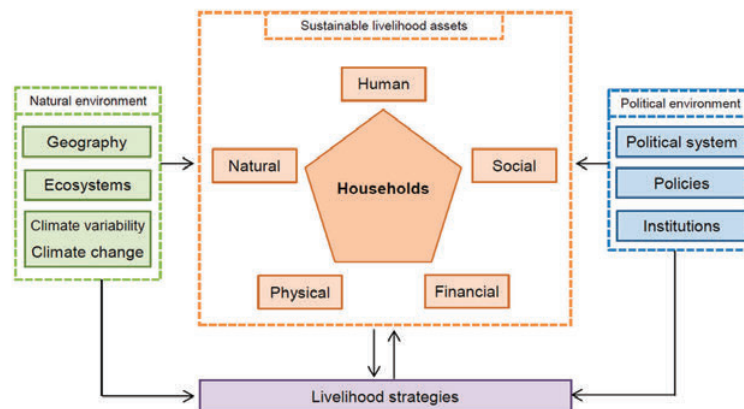 Sustainable livelihood assets
Human
Natural
Social
Households
Physical
Financial
Natural environment
Geography
Ecosystems
Climate variability
Climate change
Political environment
Political system
Policies
Institutions
Livelihood strategies